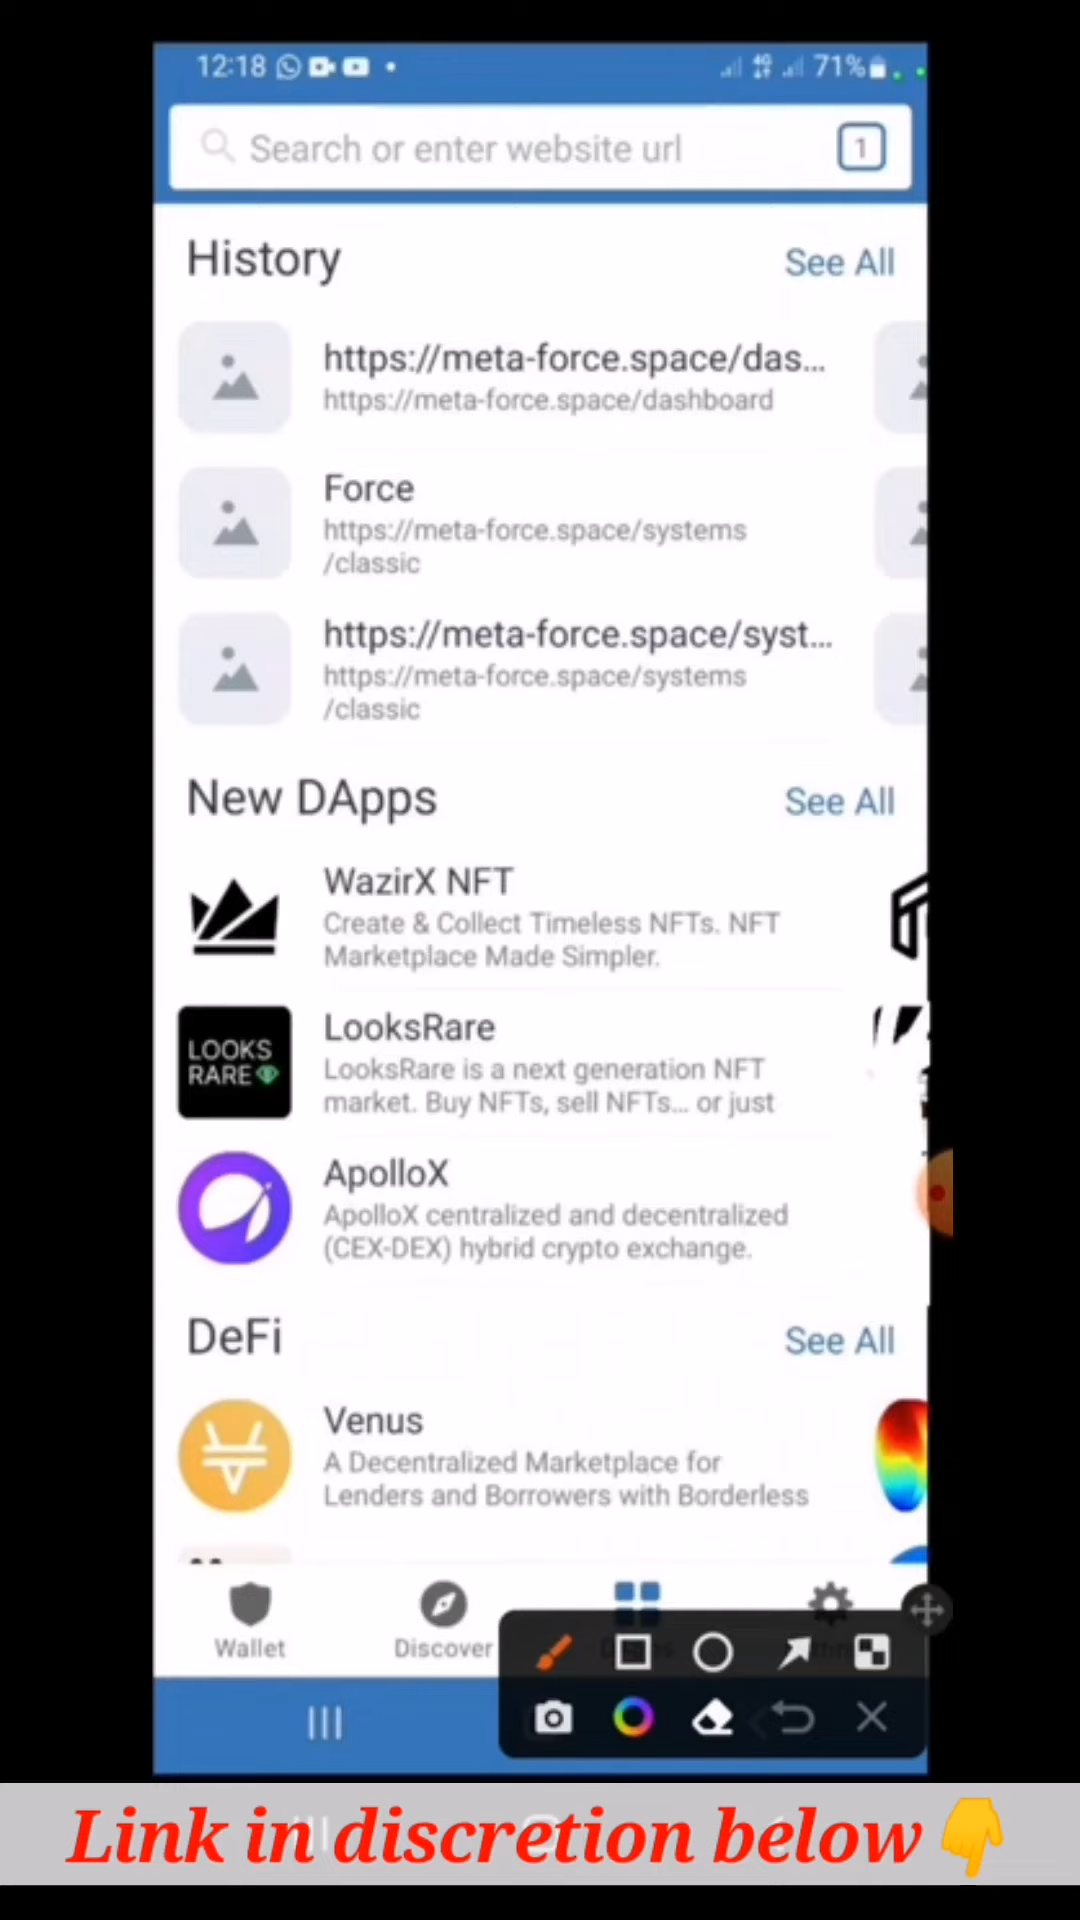 12:18
4G
71%
Search or enter website url
1
History
See All
https://meta-force.space/das...
https://meta-force.space/dashboard
Force
https://meta-force.space/systems
/classic
https://meta-force.space/syst...
https://meta-force.space/systems
/classic
New DApps
See All
WazirX NFT
Create & Collect Timeless NFTs. NFT
Marketplace Made Simpler.
LOOKS
RARE
LooksRare
LooksRare is a next generation NFT
market. Buy NFTs, sell NFTs... or just
ApolloX
ApolloX centralized and decentralized
(CEX-DEX) hybrid crypto exchange.
DeFi
See All
Venus
A Decentralized Marketplace for
Lenders and Borrowers with Borderless
Wallet
Discover
Link in discretion below👇